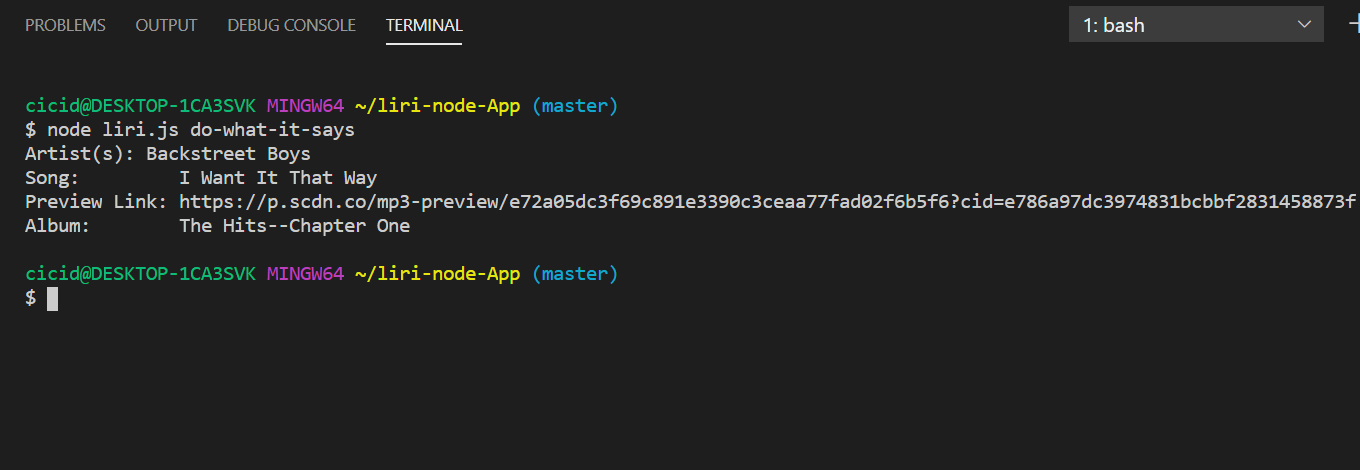 PROBLEMS OUTPUT DEBUG CONSOLE TERMINAL 1: bash
cicid@DESKTOP-1CA3SVK MINGW64 ~/liri-node-App (master)
$ node liri.js do-what-it-says
Artist(s): Backstreet Boys
Song: I Want It That Way
Preview Link: https://p.scdn.co/mp3-preview/e72a05dc3f69c891e3390c3ceaa77fad02f6b5f6?cid=e786a97dc3974831bcbbf2831458873f
Album: The Hits--Chapter One
cicid@DESKTOP-1CA3SVK MINGW64 ~/liri-node-App (master)
$